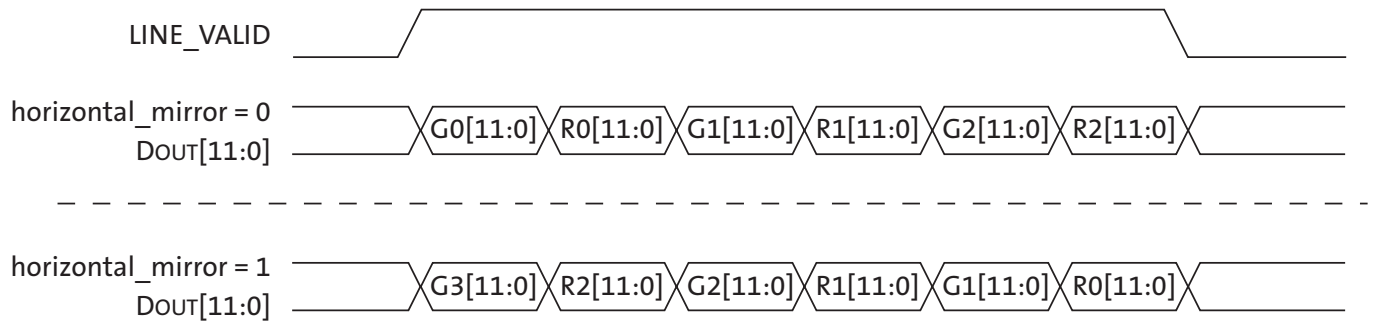 LINE_VALID
horizontal_mirror = 0
DOUT[11:0]
G0[11:0] R0[11:0] G1[11:0] R1[11:0] G2[11:0] R2[11:0]
horizontal_mirror = 1
DOUT[11:0]
G3[11:0] R2[11:0] G2[11:0] R1[11:0] G1[11:0] R0[11:0]